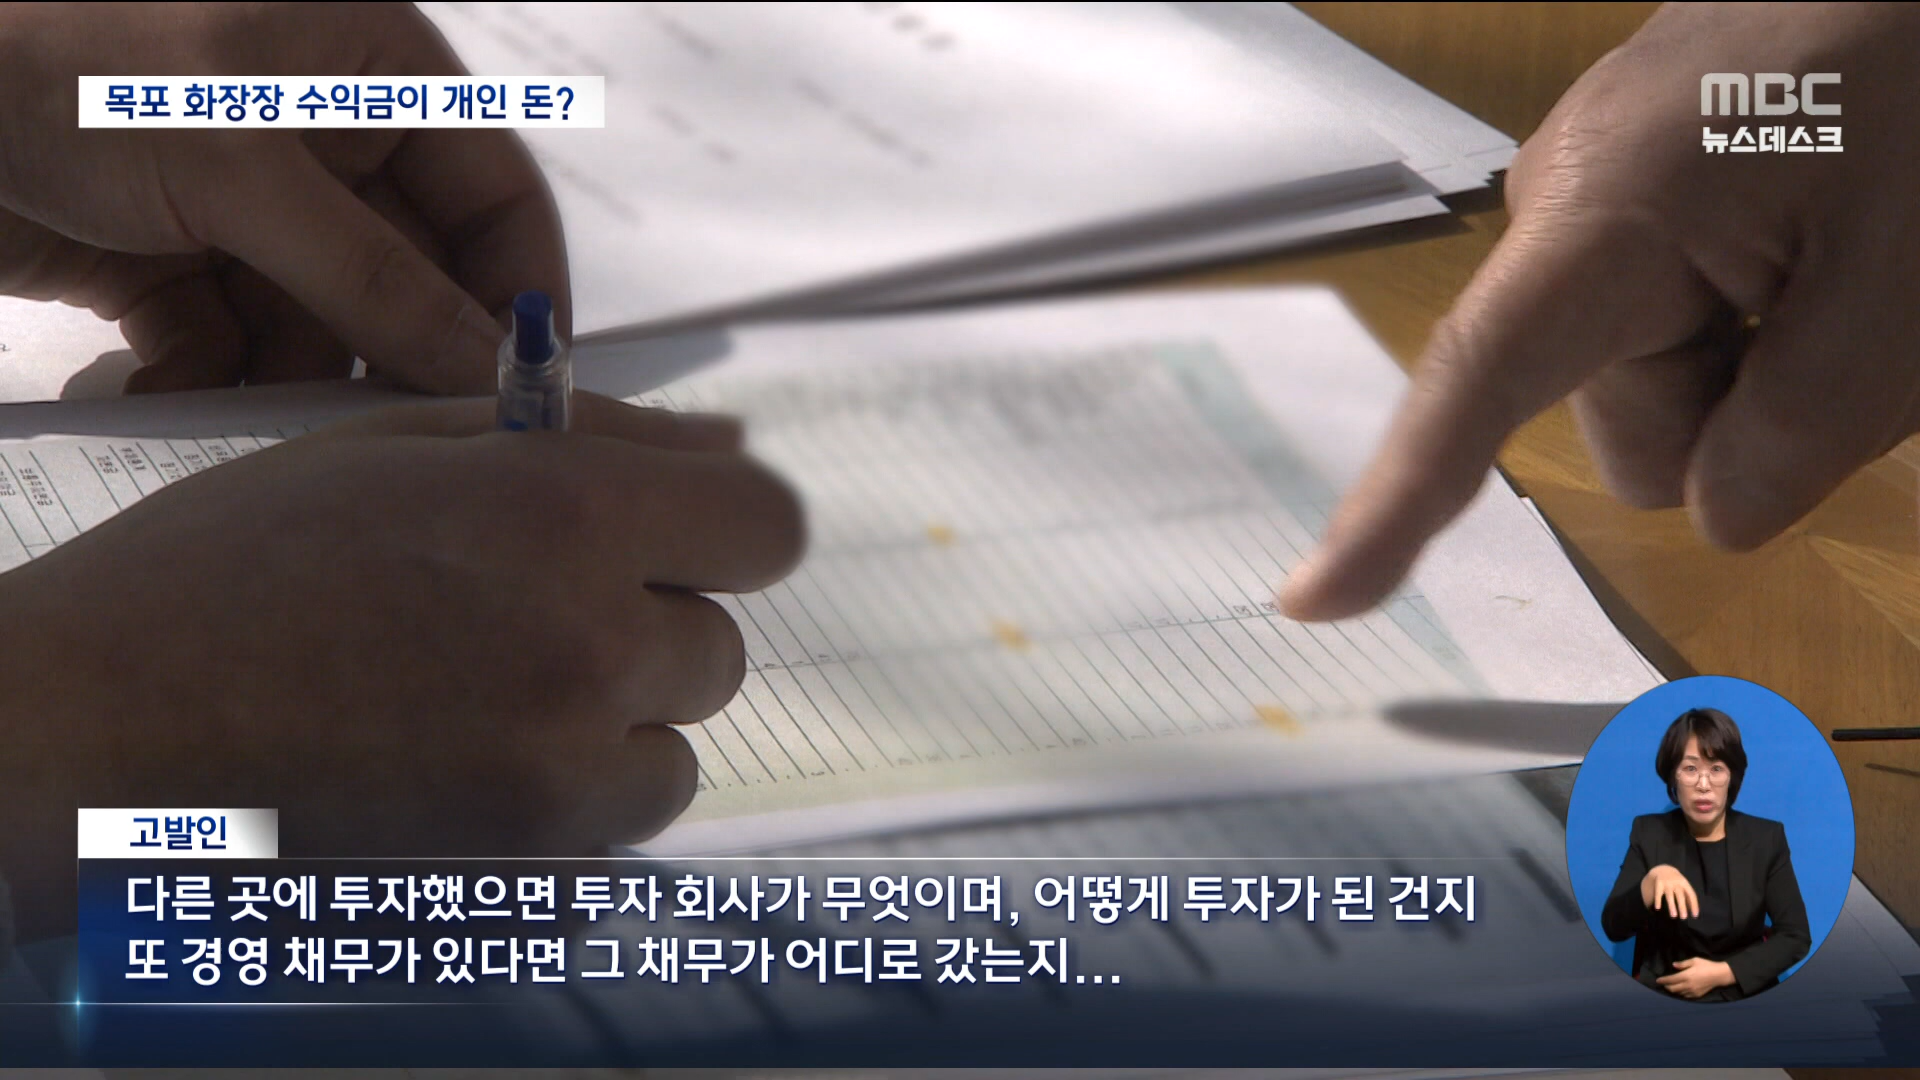 목포 화장장 수익금이 개인 돈?
MBC
뉴스데스크
고발인
다른 곳에 투자했으면 투자 회사가 무엇이며, 어떻게 투자가 된 건지
또 경영 채무가 있다면 그 채무가 어디로 갔는지...